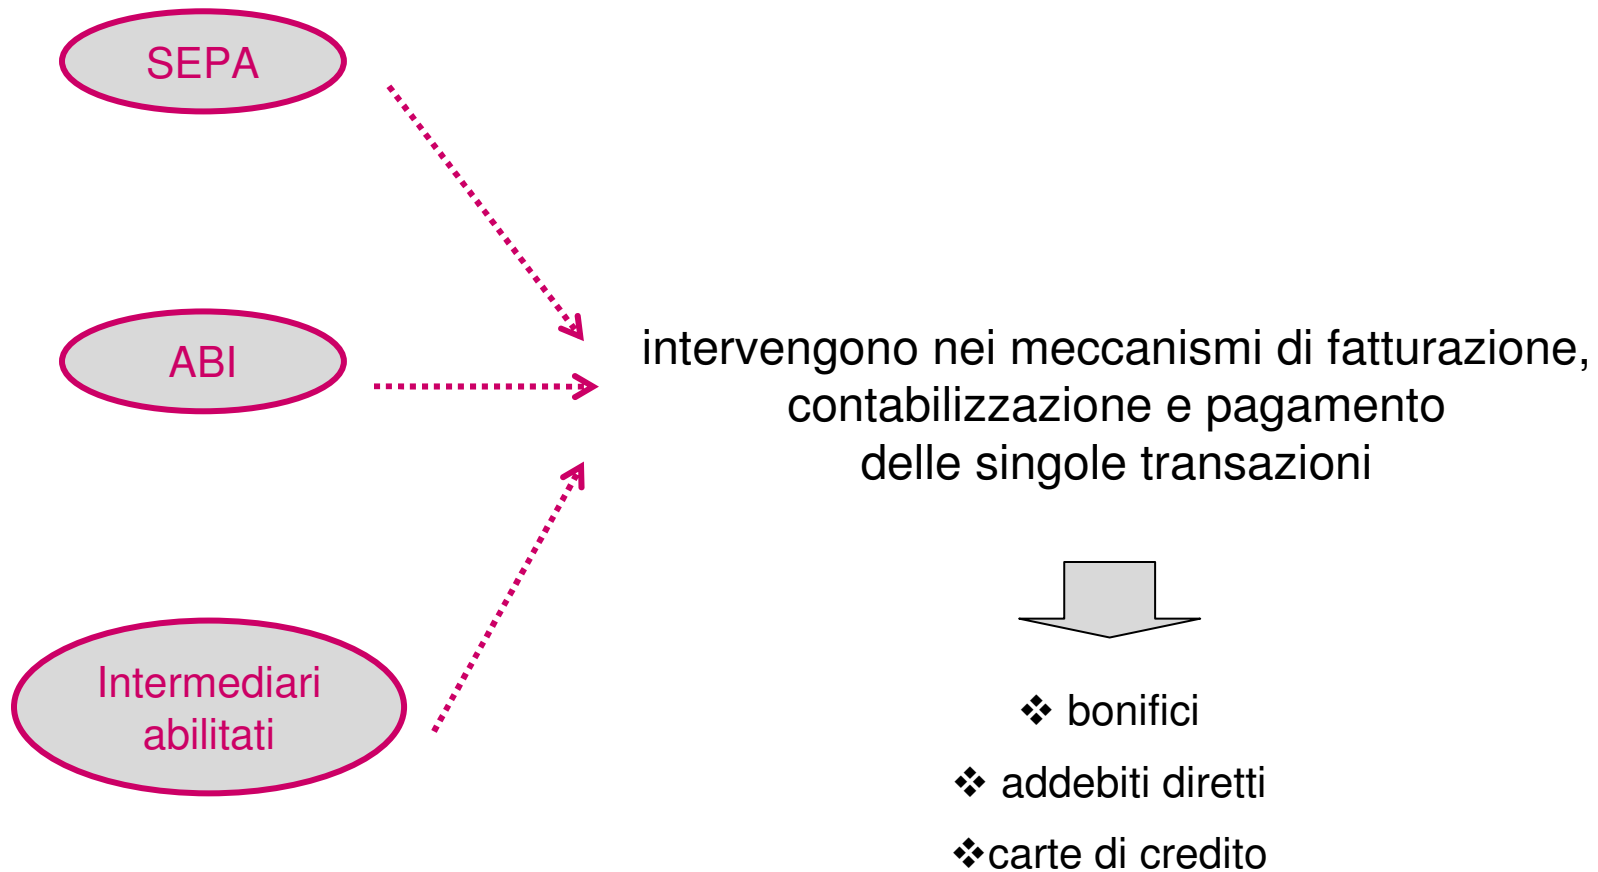 SEPA
ABI
Intermediari
abilitati
intervengono nei meccanismi di fatturazione,
contabilizzazione e pagamento
delle singole transazioni
❖ bonifici
❖ addebiti diretti
❖carte di credito